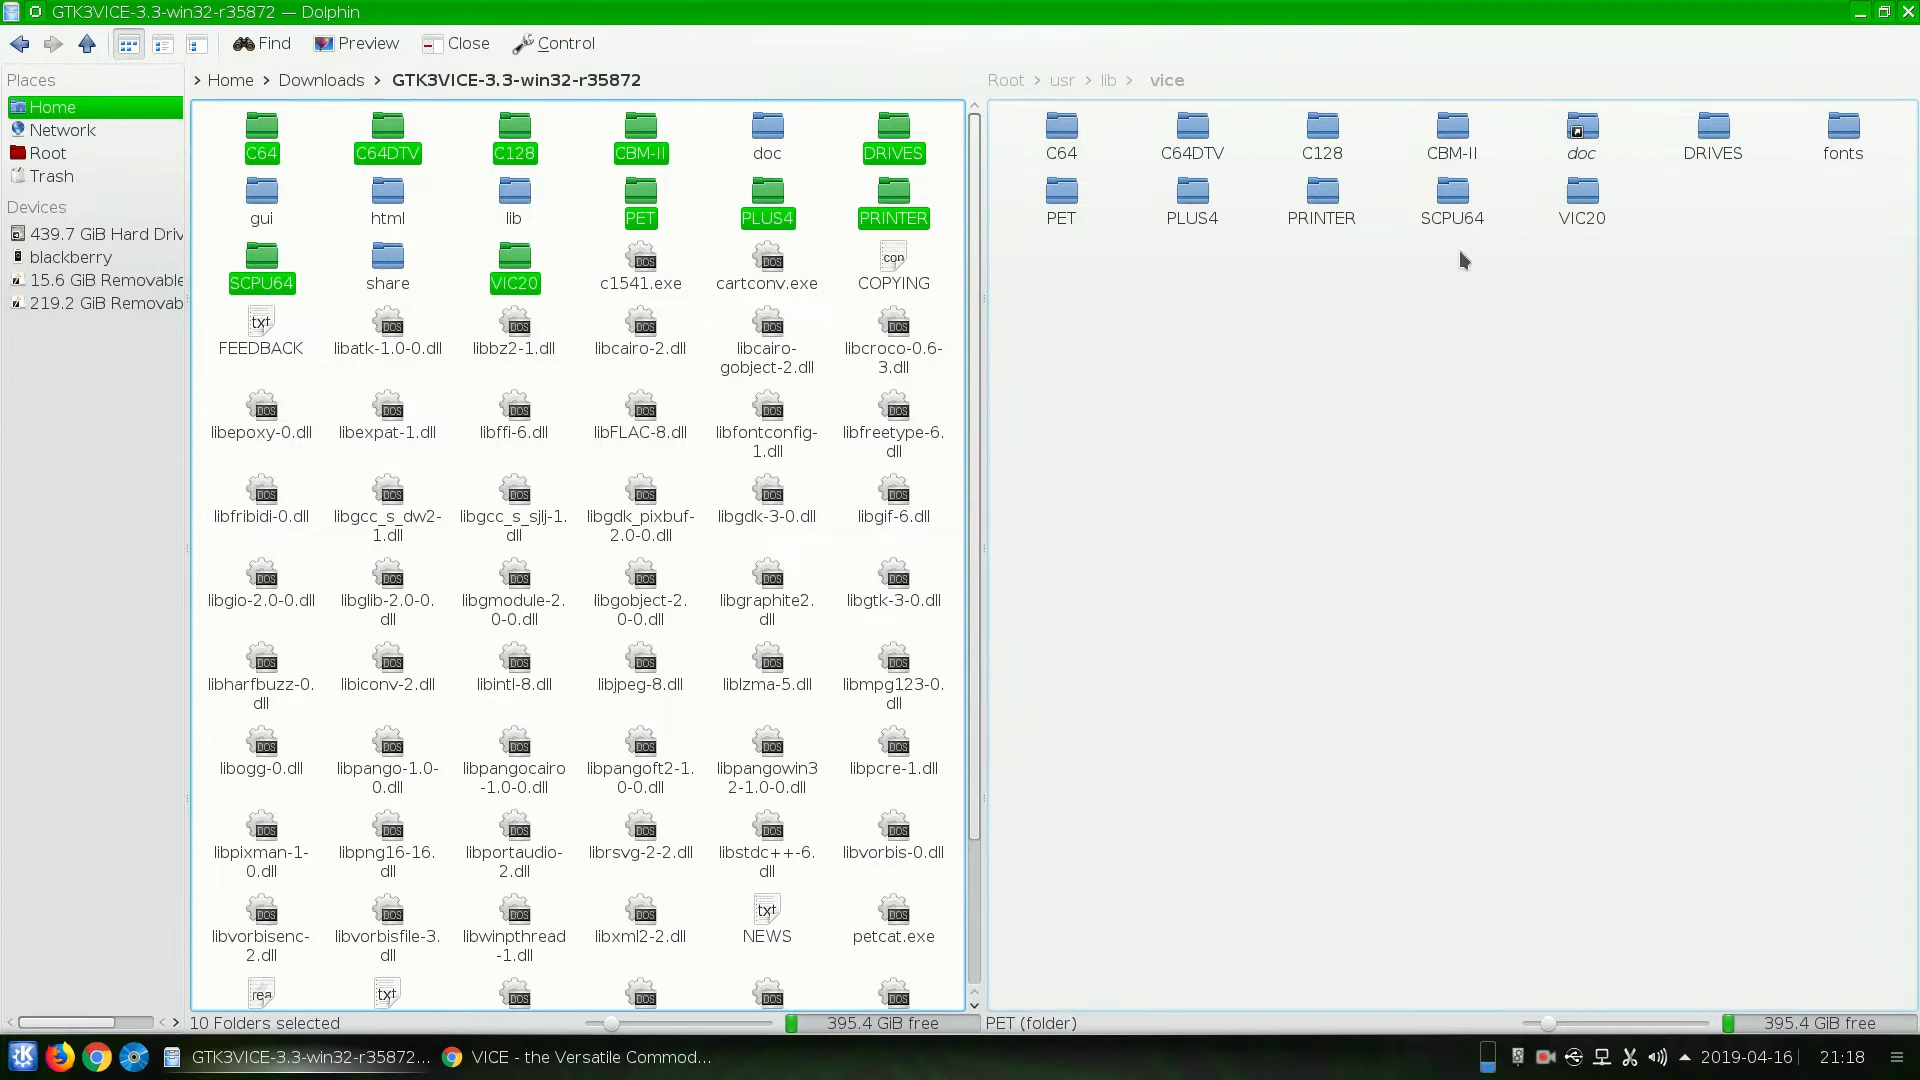 GTK3VICE-3.3-win32-r35872 — Dolphin
Find
Preview
Close
Control
Places
Home
Network
Root
Trash
Devices
439.7 GiB Hard Driv
blackberry
15.6 GiB Removable
219.2 GiB Removab
Home Downloads GTK3VICE-3.3-win32-r35872
C64 C64DTV C128 CBM-II doc DRIVES
gui html lib PET PLUS4 PRINTER
SCPU64 share VIC20 c1541.exe cartconv.exe COPYING
FEEDBACK libatk-1.0-0.dll libbz2-1.dll libcairo-2.dll libcairo- libcroco-0.6-
gobject-2.dll 3.dll
libepoxy-0.dll libexpat-1.dll libffi-6.dll libFLAC-8.dll libfontconfig- libfreetype-6.
1.dll dll
libfribidi-0.dll libgcc_s_dw2- libgcc_s_sjlj-1. libgdk_pixbuf- libgdk-3-0.dll libgif-6.dll
1.dll dll 2.0-0.dll
libgio-2.0-0.dll libglib-2.0-0. libgmodule-2. libgobject-2. libgraphite2. libgtk-3-0.dll
dll 0-0.dll 0-0.dll dll
libharfbuzz-0. libiconv-2.dll libintl-8.dll libjpeg-8.dll liblzma-5.dll libmpg123-0.
dll dll
libogg-0.dll libpango-1.0- libpangocairo libpangoft2-1. libpangowin3 libpcre-1.dll
0.dll -1.0-0.dll 0-0.dll 2-1.0-0.dll
libpixman-1- libpng16-16. libportaudio- librsvg-2-2.dll libstdc++-6. libvorbis-0.dll
0.dll dll 2.dll dll
libvorbisenc- libvorbisfile-3. libwinpthread libxml2-2.dll NEWS petcat.exe
2.dll dll -1.dll
10 Folders selected
395.4 GiB free
Root usr lib vice
C64 C64DTV C128 CBM-II doc DRIVES fonts
PET PLUS4 PRINTER SCPU64 VIC20
PET (folder)
395.4 GiB free
GTK3VICE-3.3-win32-r35872...
VICE - the Versatile Commod...
2019-04-16
21:18